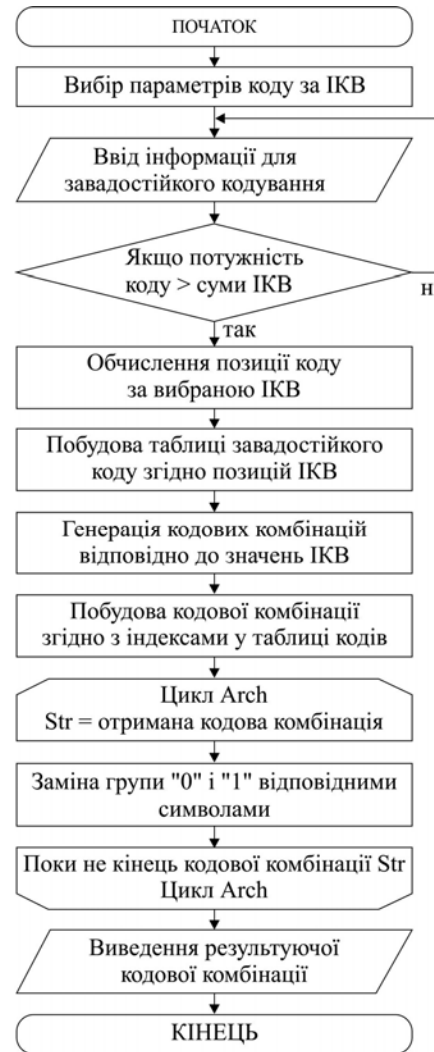 ПОЧАТОК
Вибір параметрів коду за ІКВ
Ввід інформації для
завадостійкого кодування
Якщо потужність
коду > суми ІКВ
н
так
Обчислення позиції коду
за вибраною ІКВ
Побудова таблиці завадостійкого
коду згідно позицій ІКВ
Генерація кодових комбінацій
відповідно до значень ІКВ
Побудова кодової комбінації
згідно з індексами у таблиці кодів
Цикл Arch
Str = отримана кодова комбінація
Заміна групи "0" і "1" відповідними
символами
Поки не кінець кодової комбінації Str
Цикл Arch
Виведення результуючої
кодової комбінації
КІНЕЦЬ